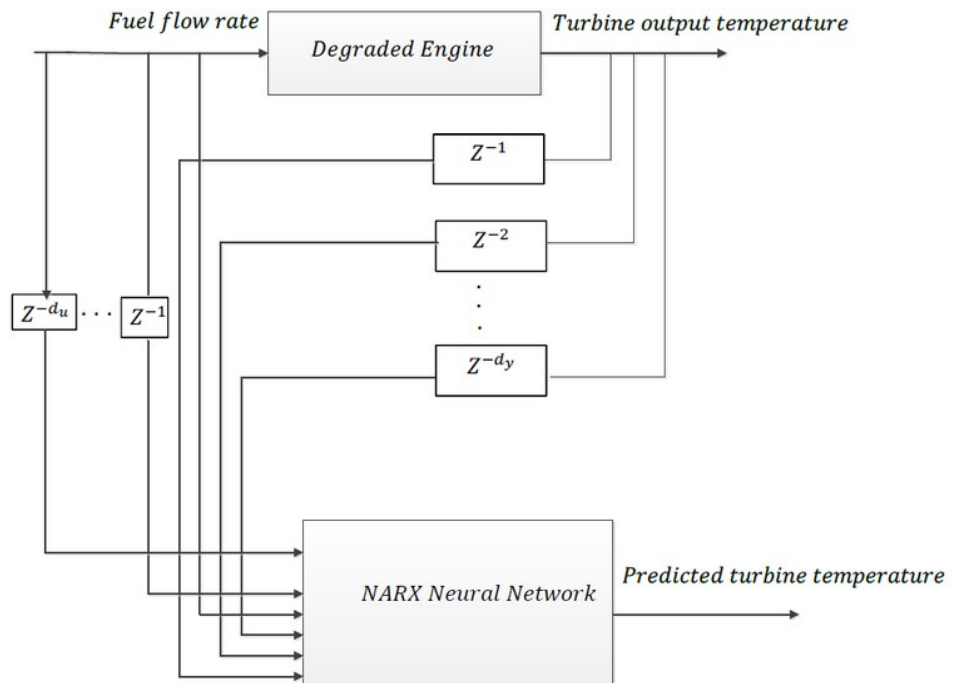 Fuel flow rate
Turbine output temperature
Degraded Engine
Z⁻¹
Z⁻²
.
.
.
Z^{-d_u} . . . Z⁻¹
Z^{-d_y}
Predicted turbine temperature
NARX Neural Network